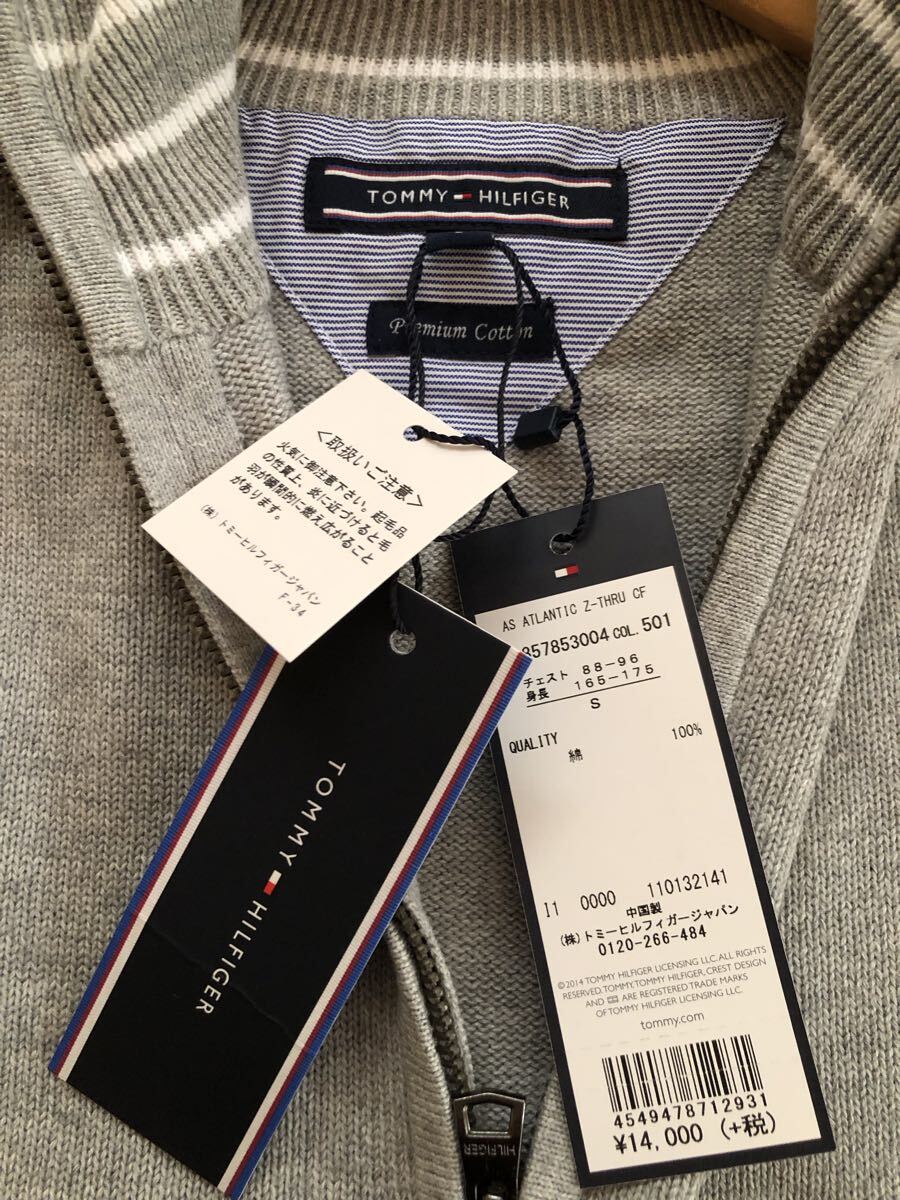 TOMMY HILFIGER
Premium Cotton
<取扱いご注意>
火気に御注意下さい。起毛品
の性質上、炎に近づけると毛
羽が瞬間的に燃え広がること
があります。
(株)トミーヒルフィガージャパン
F-34
TOMMY HILFIGER
AS ATLANTIC Z-THRU CF
857853004 COL. 501
チェスト 88-96
身長 165-175
S
QUALITY
綿 100%
I1 0000 110132141
中国製
(株)トミーヒルフィガージャパン
0120-266-484
©2014 TOMMY HILFIGER LICENSING LLC. ALL RIGHTS
RESERVED. TOMMY, TOMMY HILFIGER, CREST DESIGN
AND ARE REGISTERED TRADE MARKS
OF TOMMY HILFIGER LICENSING LLC.
tommy.com
4549478712931
¥14,000 (+税)
HILFIGER